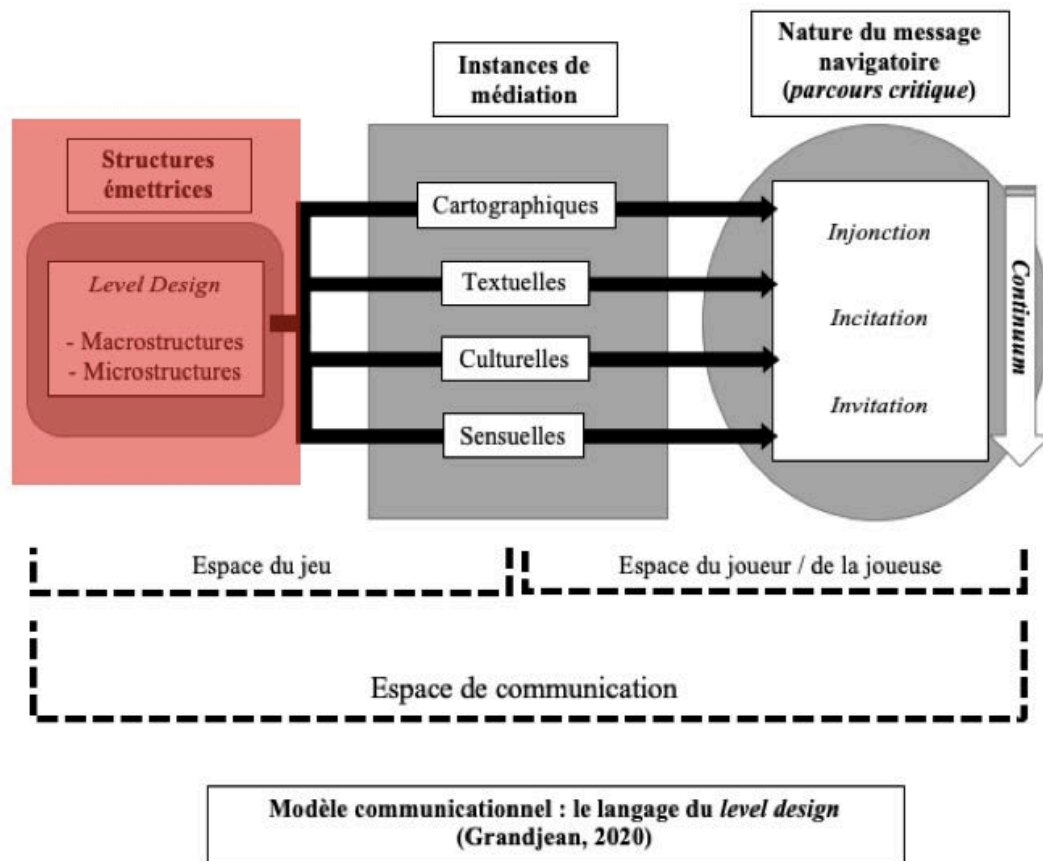 Structures
émettrices
Level Design
- Macrostructures
- Microstructures
Instances de
médiation
Cartographiques
Textuelles
Culturelles
Sensuelles
Nature du message
navigatoire
(parcours critique)
Injonction
Incitation
Invitation
Continuum
Espace du jeu
Espace du joueur / de la joueuse
Espace de communication
Modèle communicationnel : le langage du level design
(Grandjean, 2020)